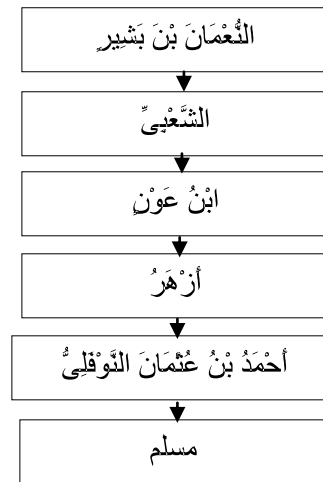 النُّعْمَانَ بْنَ بَشِيرٍ
الشَّعْبِىِّ
ابْنُ عَوْنٍ
أَزْهَرُ
أَحْمَدُ بْنُ عُثْمَانَ النَّوْفَلِىُّ
مسلم